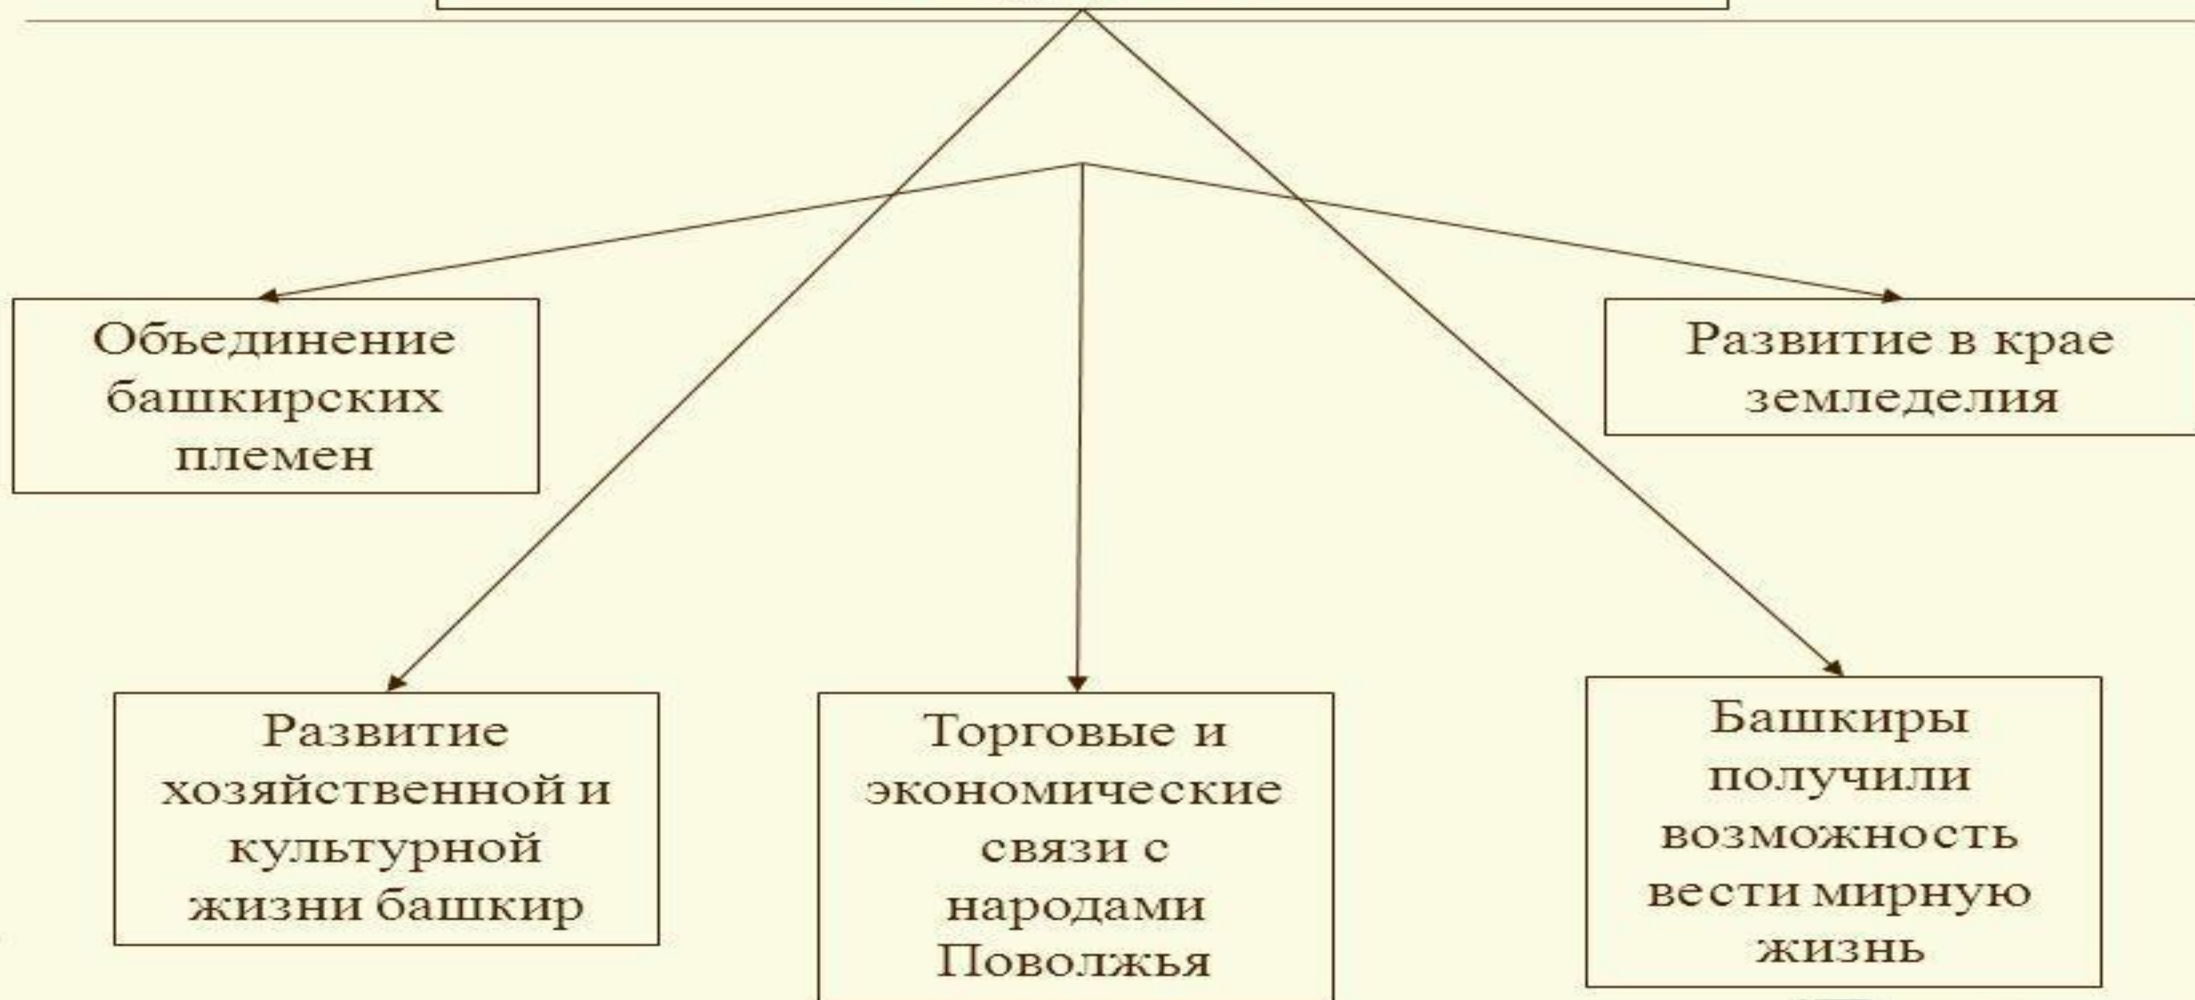 Объединение
башкирских
племен
Развитие в крае
земледелия
Развитие
хозяйственной и
культурной
жизни башкир
Торговые и
экономические
связи с
народами
Поволжья
Башкиры
получили
возможность
вести мирную
жизнь